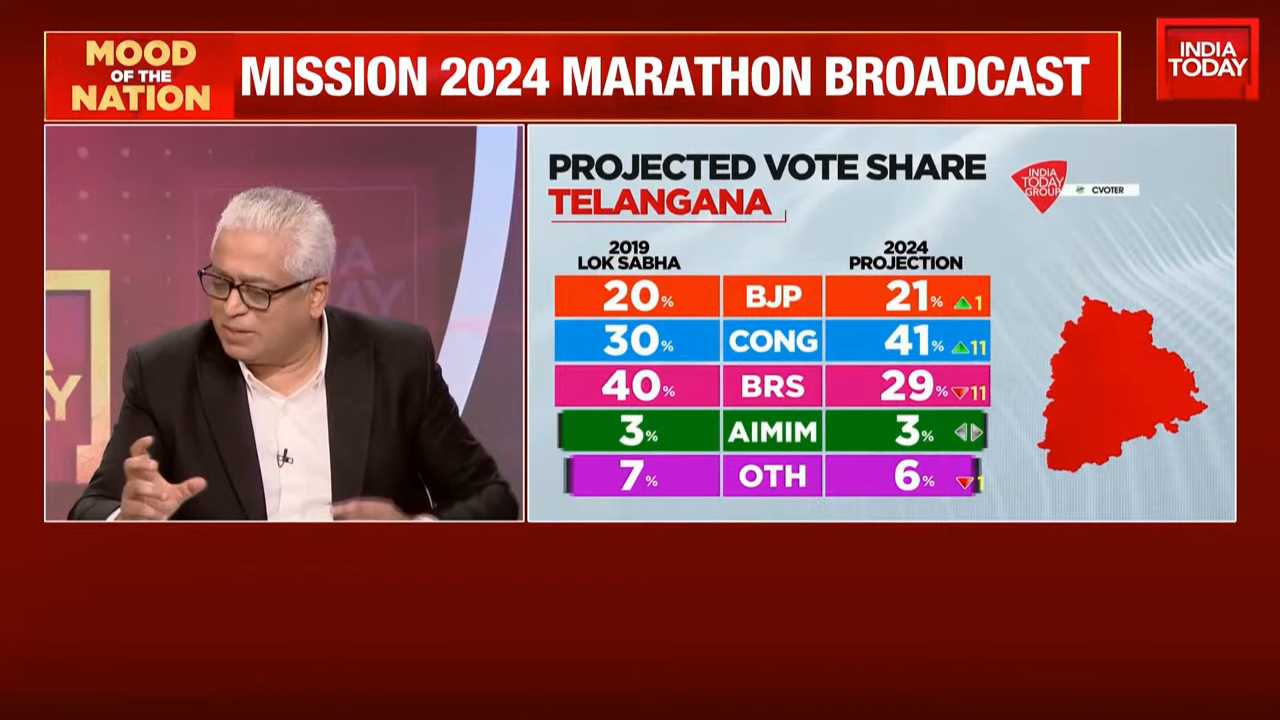 MOOD
OF THE
NATION
MISSION 2024 MARATHON BROADCAST
INDIA
TODAY
PROJECTED VOTE SHARE
TELANGANA
INDIA
TODAY
GROUP
CVOTER
2019
LOK SABHA
2024
PROJECTION
20% BJP 21% 1
30% CONG 41% 11
40% BRS 29% 11
3% AIMIM 3%
7% OTH 6% 1